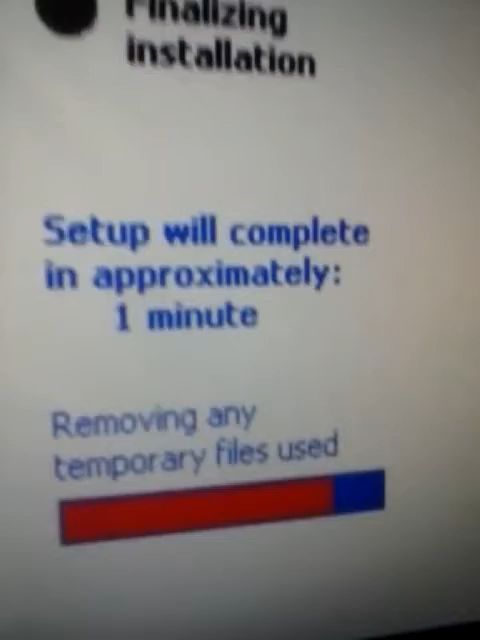 Finalizing
installation
Setup will complete
in approximately:
1 minute
Removing any
temporary files used